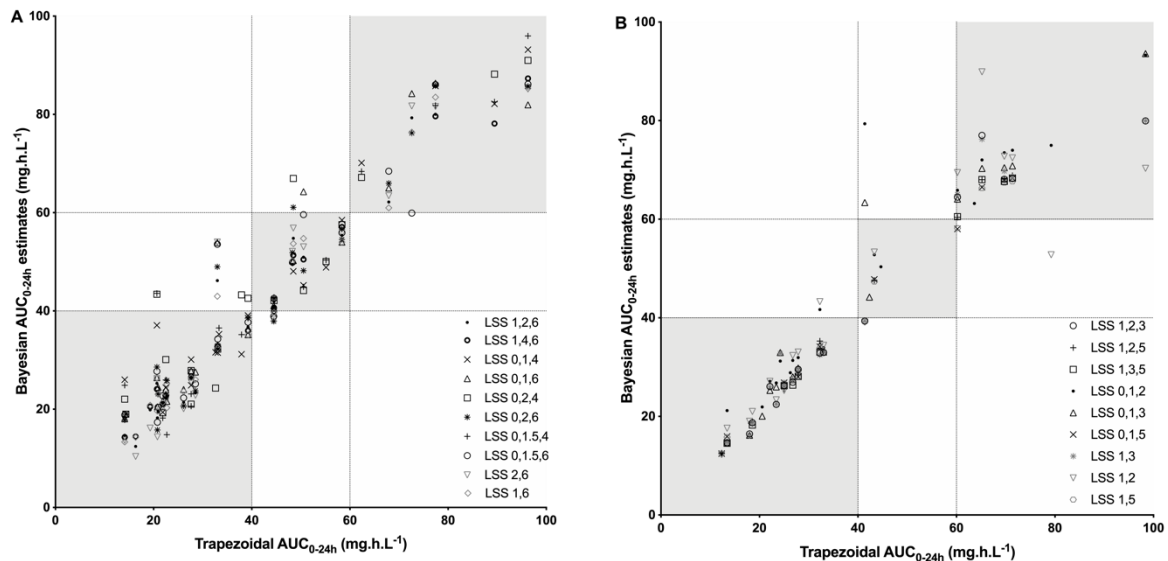 A
100
80
60
40
20
0
Bayesian AUC0-24h estimates (mg.h.L-1)
LSS 1,2,6
LSS 1,4,6
LSS 0,1,4
LSS 0,1,6
LSS 0,2,4
LSS 0,2,6
LSS 0,1.5,4
LSS 0,1.5,6
LSS 2,6
LSS 1,6
0 20 40 60 80 100
Trapezoidal AUC0-24h (mg.h.L-1)
B
100
80
60
40
20
0
Bayesian AUC0-24h estimates (mg.h.L-1)
LSS 1,2,3
LSS 1,2,5
LSS 1,3,5
LSS 0,1,2
LSS 0,1,3
LSS 0,1,5
LSS 1,3
LSS 1,2
LSS 1,5
0 20 40 60 80 100
Trapezoidal AUC0-24h (mg.h.L-1)